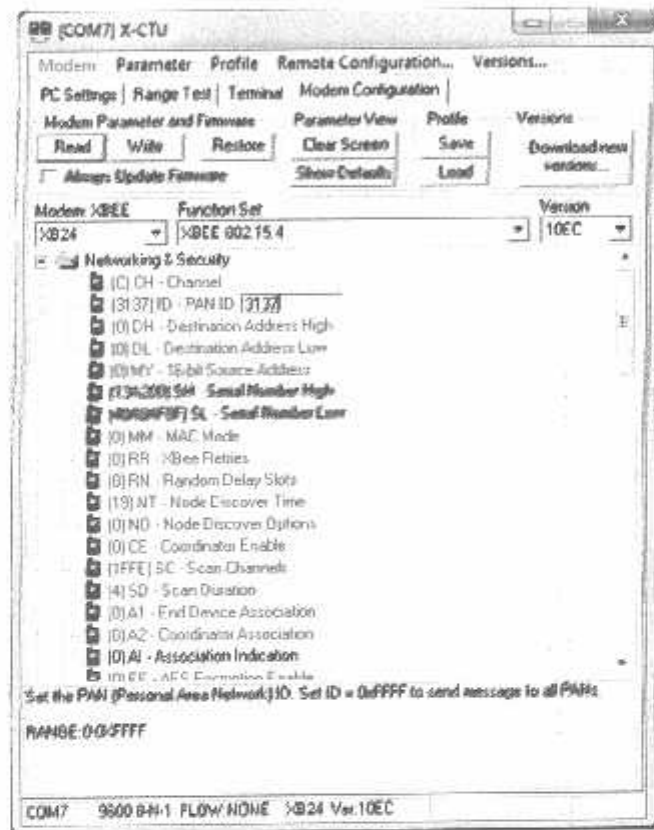 [COM7] X-CTU
Modem Parameter Profile Remote Configuration... Versions...
PC Settings Range Test Terminal Modem Configuration
Modem Parameter and Firmware Parameter View Profile Versions
Read Write Restore Clear Screen Save Download new versions...
Always Update Firmware Show Defaults Load
Modem: XBEE Function Set Version
XB24 XBEE 802.15.4 10EC
Networking & Security
(C) CH - Channel
(3137) ID - PAN ID 3137
(0) DH - Destination Address High
(0) DL - Destination Address Low
(0) MY - 16-bit Source Address
(13A200) SH - Serial Number High
SL - Serial Number Low
(0) MM - MAC Mode
(0) RR - XBee Retries
(0) RN - Random Delay Slots
(19) NT - Node Discover Time
(0) NO - Node Discover Options
(0) CE - Coordinator Enable
(1FFE) SC - Scan Channels
(4) SD - Scan Duration
(0) A1 - End Device Association
(0) A2 - Coordinator Association
(0) AI - Association Indication
(0) EE - AES Encryption Enable
Set the PAN (Personal Area Network) ID. Set ID = 0xFFFF to send message to all PANs.
RANGE:0-0XFFFF
COM7 9600 8-N-1 FLOW:NONE XB24 Ver.10EC